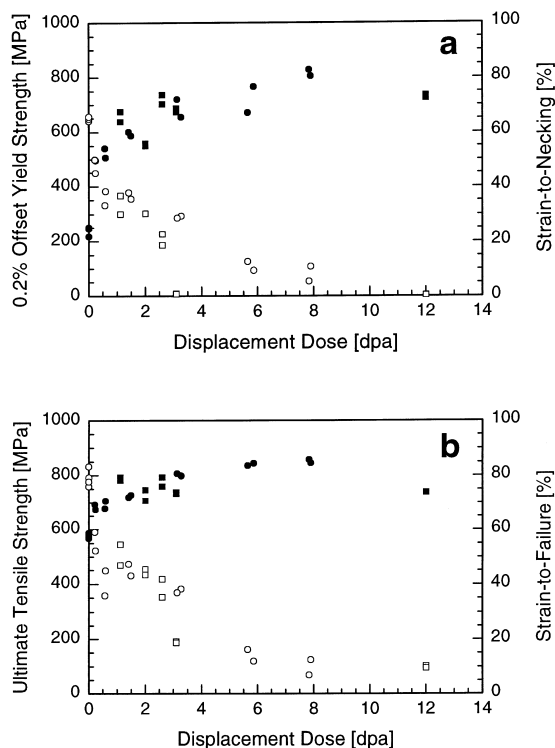 a
0.2% Offset Yield Strength [MPa]
1000
800
600
400
200
0
Strain-to-Necking [%]
100
80
60
40
20
0
0 2 4 6 8 10 12 14
Displacement Dose [dpa]
b
Ultimate Tensile Strength [MPa]
1000
800
600
400
200
0
Strain-to-Failure [%]
100
80
60
40
20
0
0 2 4 6 8 10 12 14
Displacement Dose [dpa]